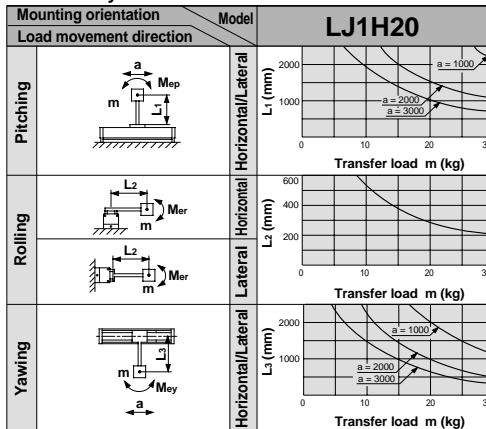 Mounting orientation
Model
Load movement direction
LJ1H20
Pitching
a
Mep
m
L1
Horizontal/Lateral
L1 (mm)
2000
1000
a = 1000
a = 2000
a = 3000
0
10
20
Transfer load m (kg)
Rolling
L2
Mer
m
Horizontal
L2
Mer
m
Lateral
L2 (mm)
600
400
200
0
10
20
Transfer load m (kg)
Yawing
L3
m
Mey
a
Horizontal/Lateral
L3 (mm)
2000
1000
a = 1000
a = 2000
a = 3000
0
10
20
Transfer load m (kg)